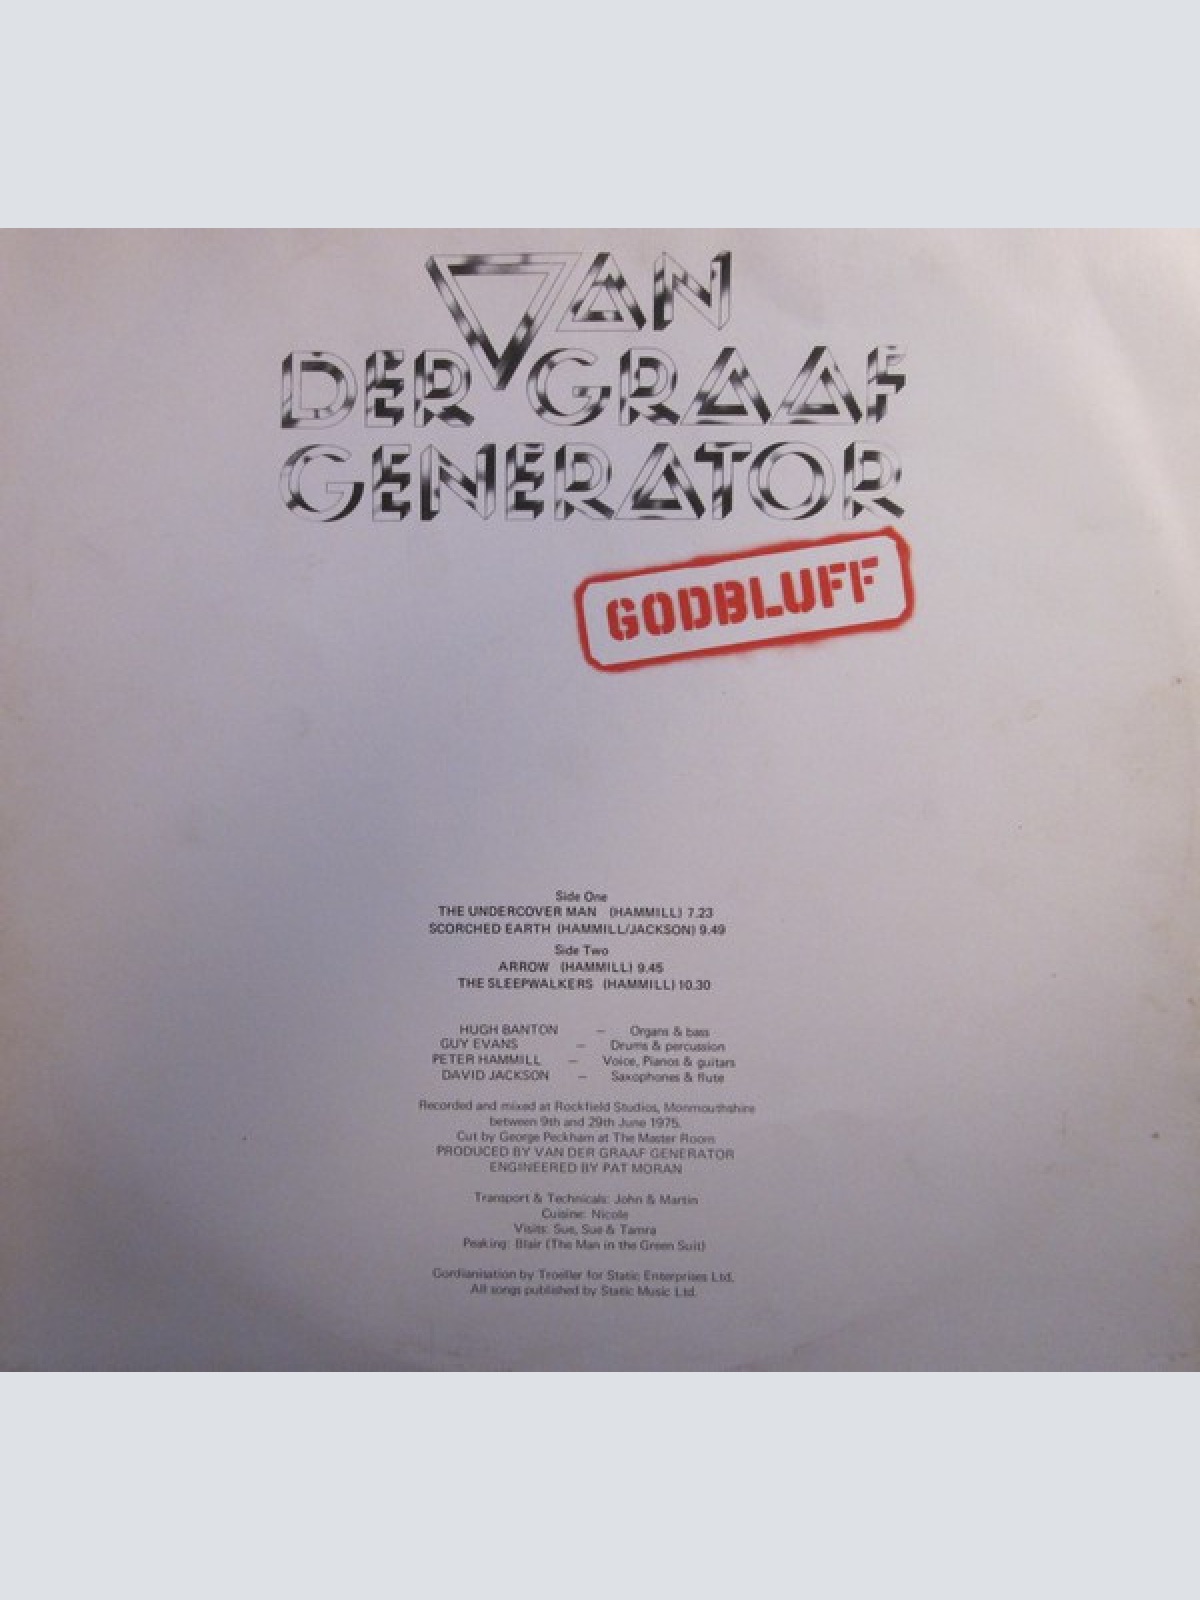 VAN
DER GRAAF
GENERATOR
GODBLUFF
Side One
THE UNDERCOVER MAN (HAMMILL) 7.23
SCORCHED EARTH (HAMMILL/JACKSON) 9.49
Side Two
ARROW (HAMMILL) 9.45
THE SLEEPWALKERS (HAMMILL) 10.30
HUGH BANTON – Organs & bass
GUY EVANS – Drums & percussion
PETER HAMMILL – Voice, Pianos & guitars
DAVID JACKSON – Saxophones & flute
Recorded and mixed at Rockfield Studios, Monmouthshire
between 9th and 29th June 1975.
Cut by George Peckham at The Master Room
PRODUCED BY VAN DER GRAAF GENERATOR
ENGINEERED BY PAT MORAN
Transport & Technicals: John & Martin
Cuisine: Nicole
Visits: Sue, Sue & Tamra
Peaking: Blair (The Man in the Green Suit)
Gordianisation by Troeller for Static Enterprises Ltd.
All songs published by Static Music Ltd.